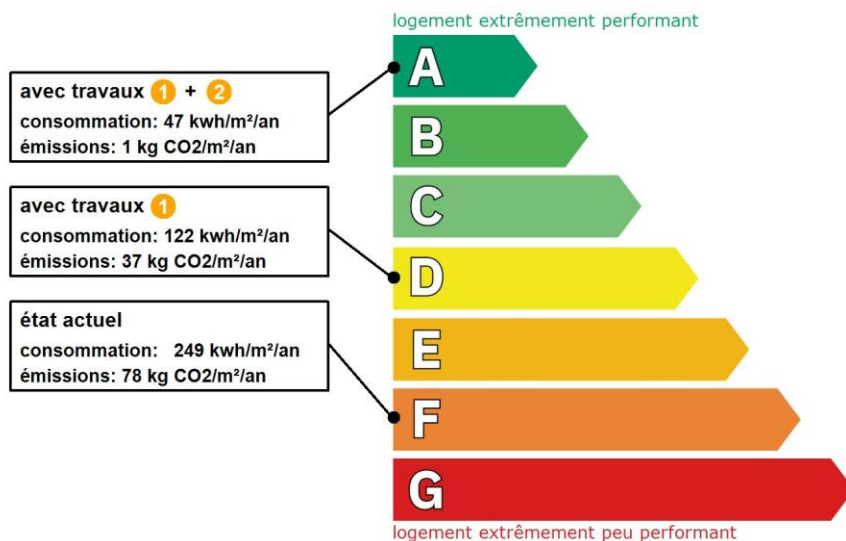 logement extrêmement performant
A
avec travaux 1 + 2
consommation: 47 kwh/m²/an
émissions: 1 kg CO2/m²/an
B
C
avec travaux 1
consommation: 122 kwh/m²/an
émissions: 37 kg CO2/m²/an
D
état actuel
consommation: 249 kwh/m²/an
émissions: 78 kg CO2/m²/an
E
F
G
logement extrêmement peu performant